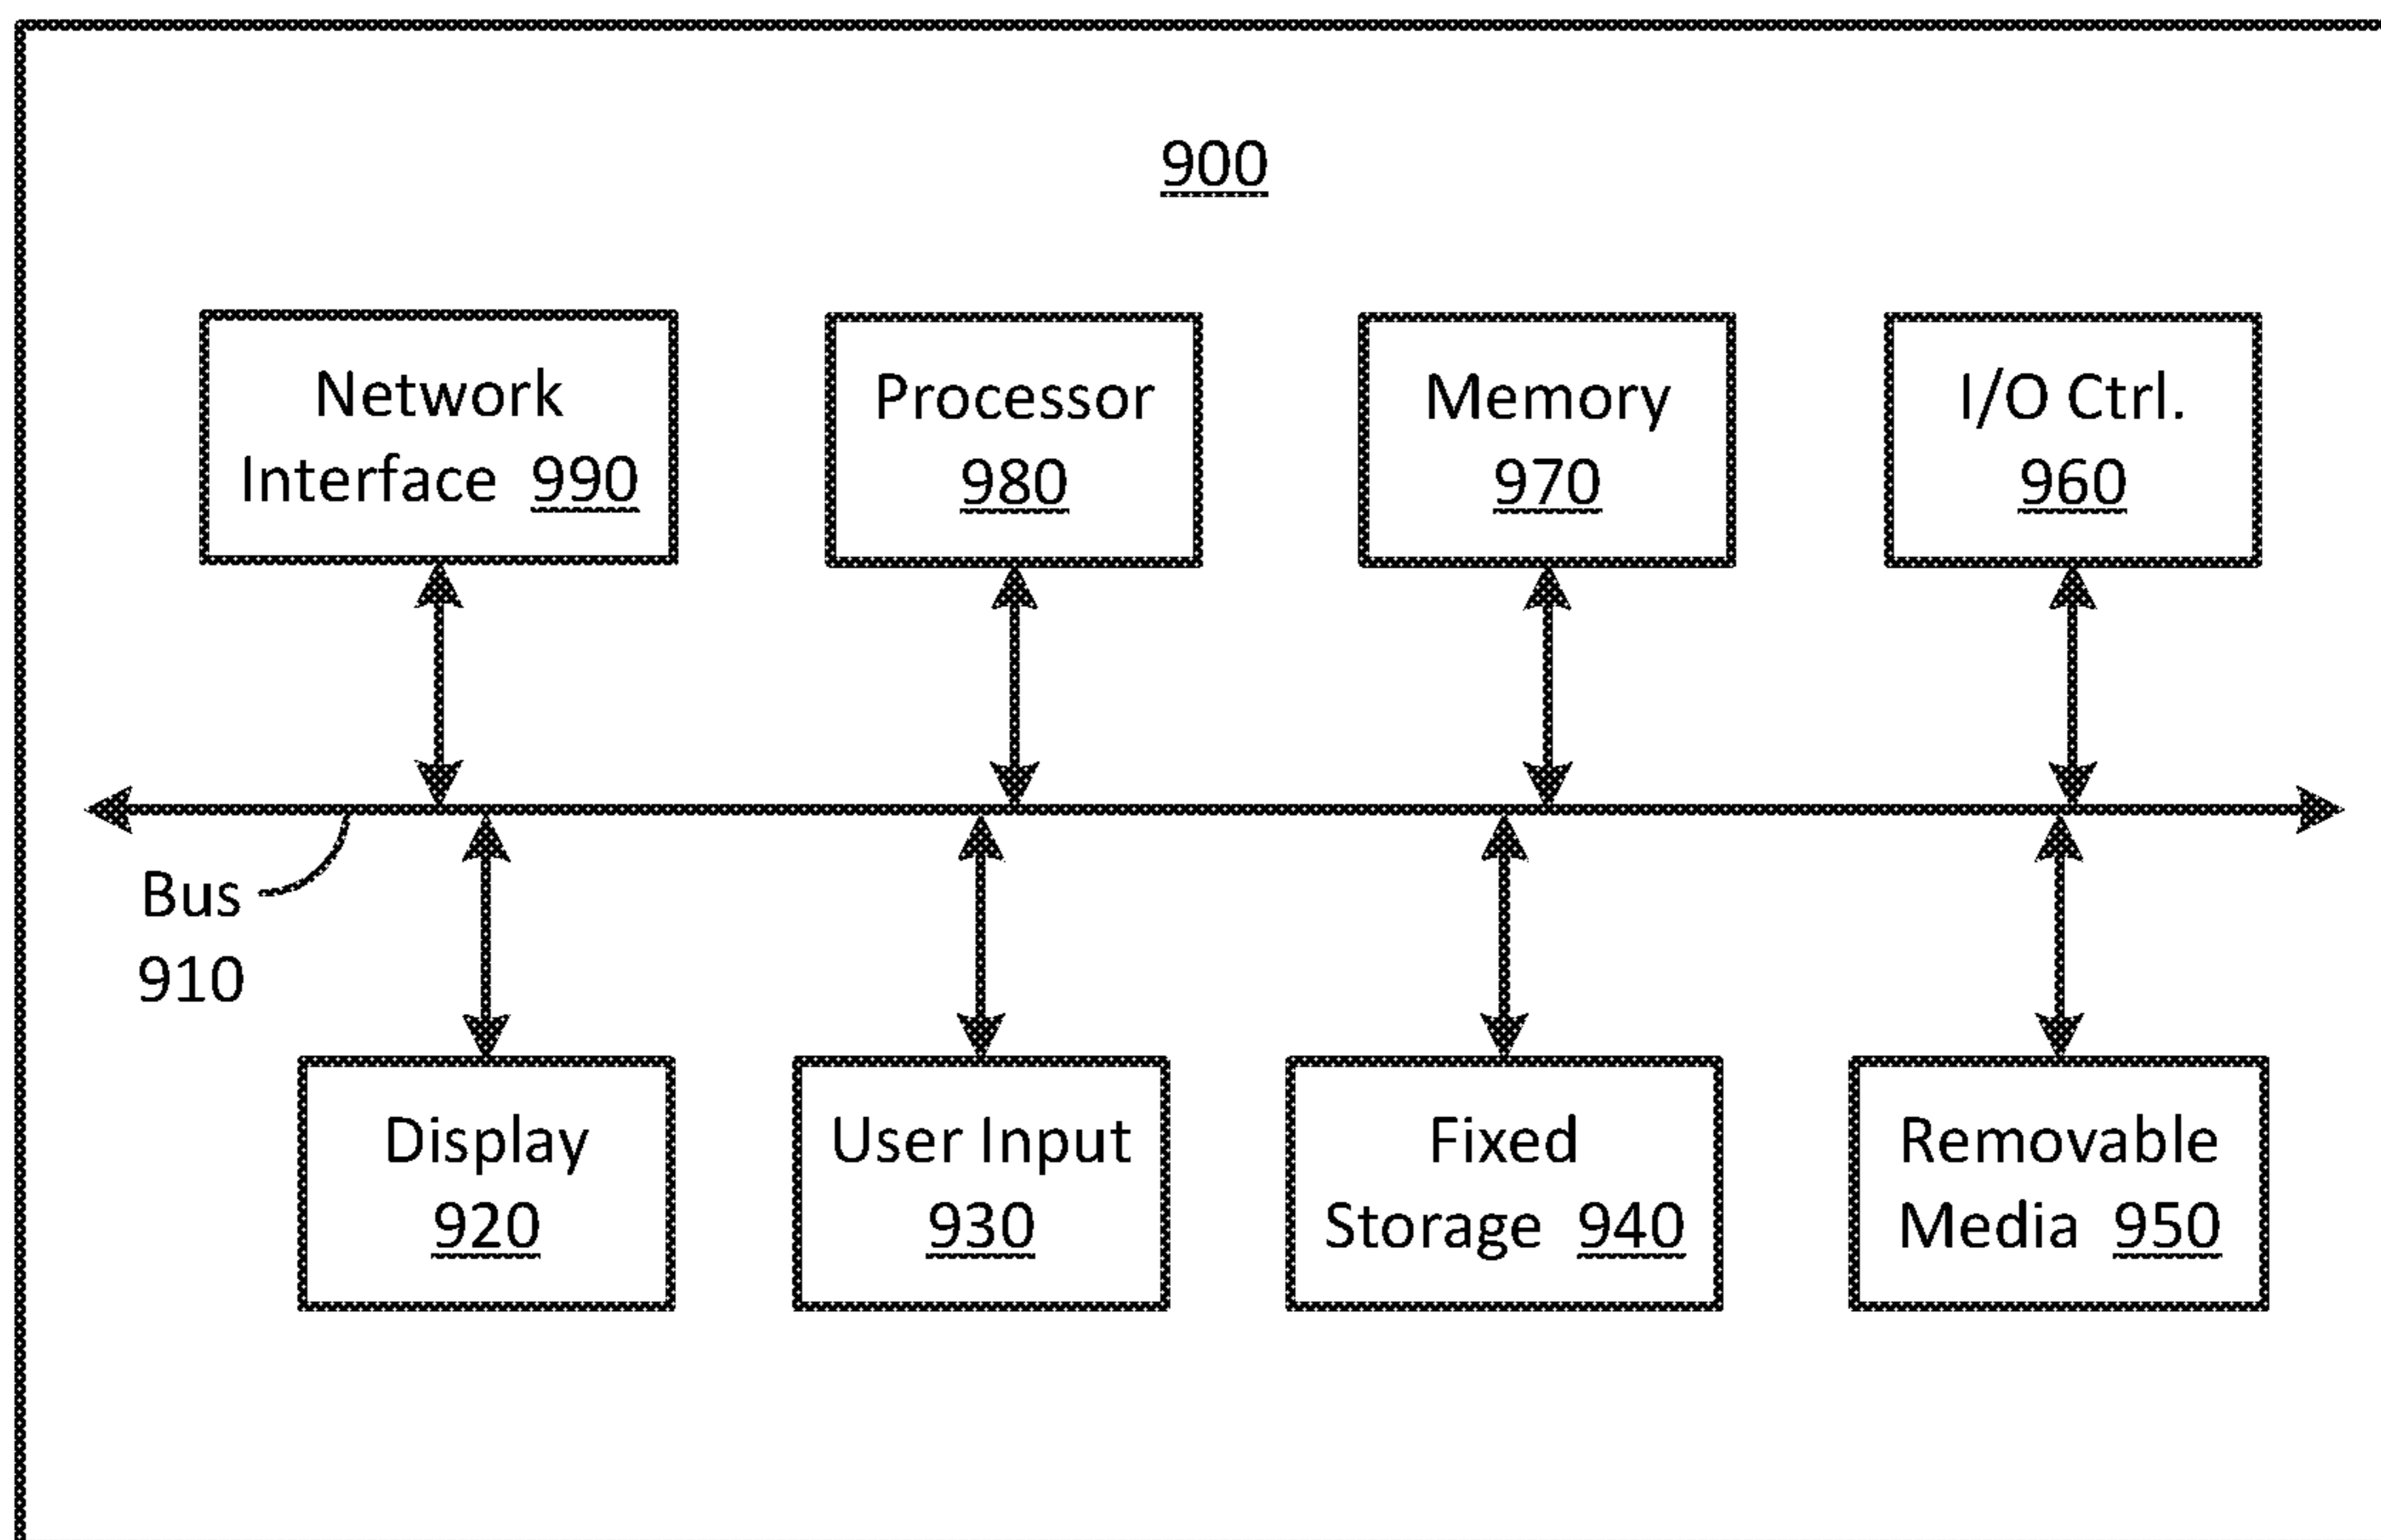 900
Network
Interface 990
Processor
980
Memory
970
I/O Ctrl.
960
Bus
910
Display
920
User Input
930
Fixed
Storage 940
Removable
Media 950